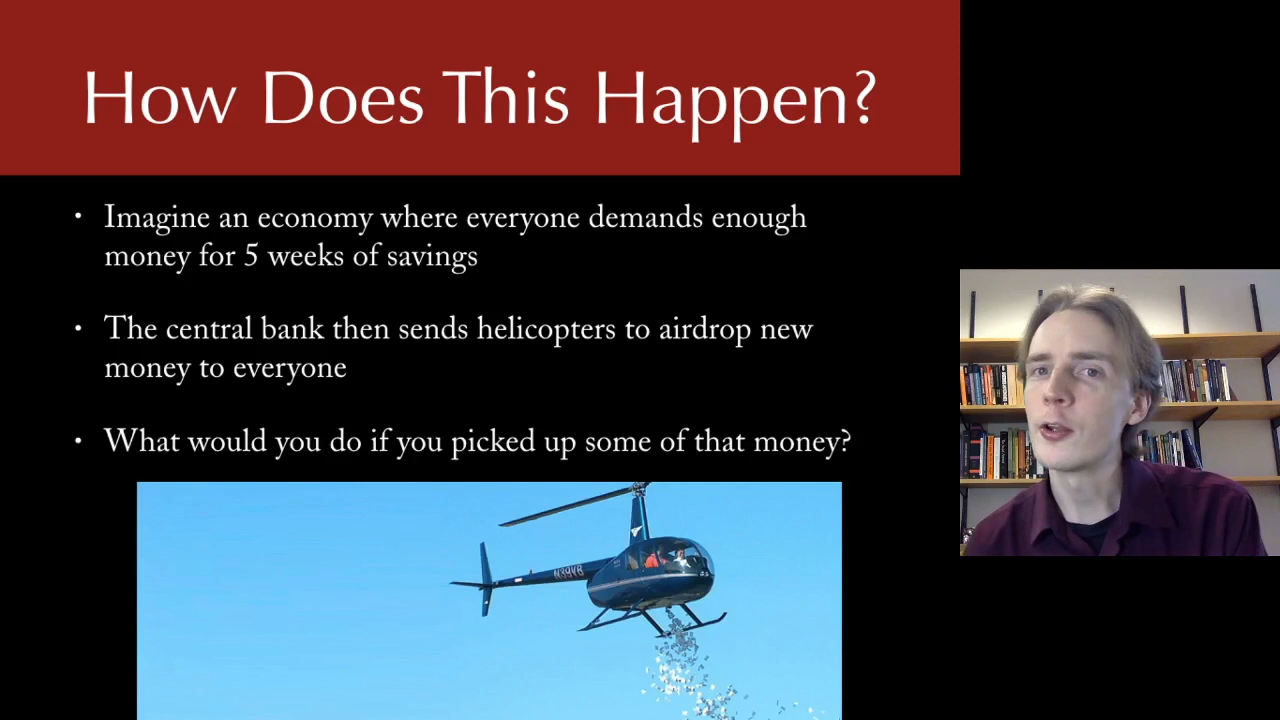 How Does This Happen?
• Imagine an economy where everyone demands enough
money for 5 weeks of savings
• The central bank then sends helicopters to airdrop new
money to everyone
• What would you do if you picked up some of that money?